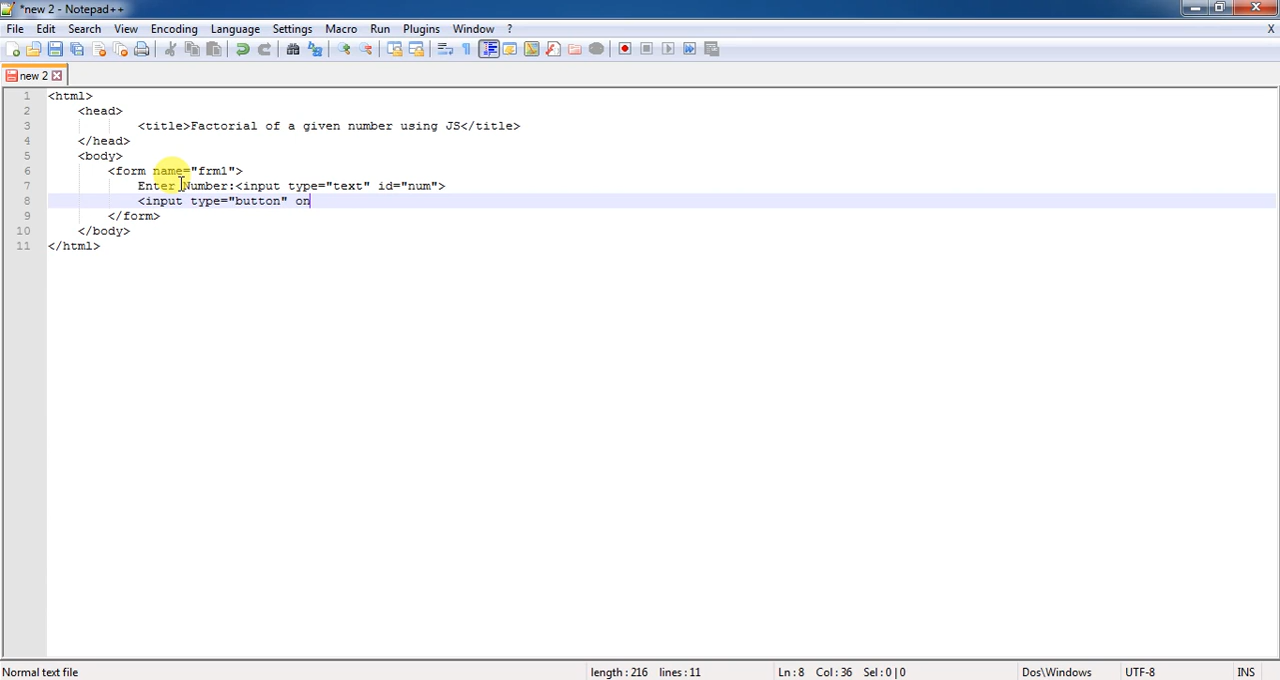 *new 2 - Notepad++
File Edit Search View Encoding Language Settings Macro Run Plugins Window ? X
new 2
1 <html>
2 <head>
3 <title>Factorial of a given number using JS</title>
4 </head>
5 <body>
6 <form name="frm1">
7 Enter Number:<input type="text" id="num">
8 <input type="button" on
9 </form>
10 </body>
11 </html>
Normal text file length : 216 lines : 11 Ln : 8 Col : 36 Sel : 0 | 0 Dos\Windows UTF-8 INS